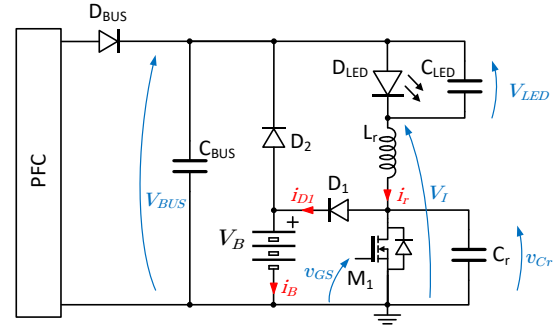 D_BUS
D_LED
C_LED
V_LED
L_r
PFC
C_BUS
D_2
V_BUS
D_1
i_D1
i_r
V_I
V_B
+
v_GS
M_1
C_r
v_Cr
i_B